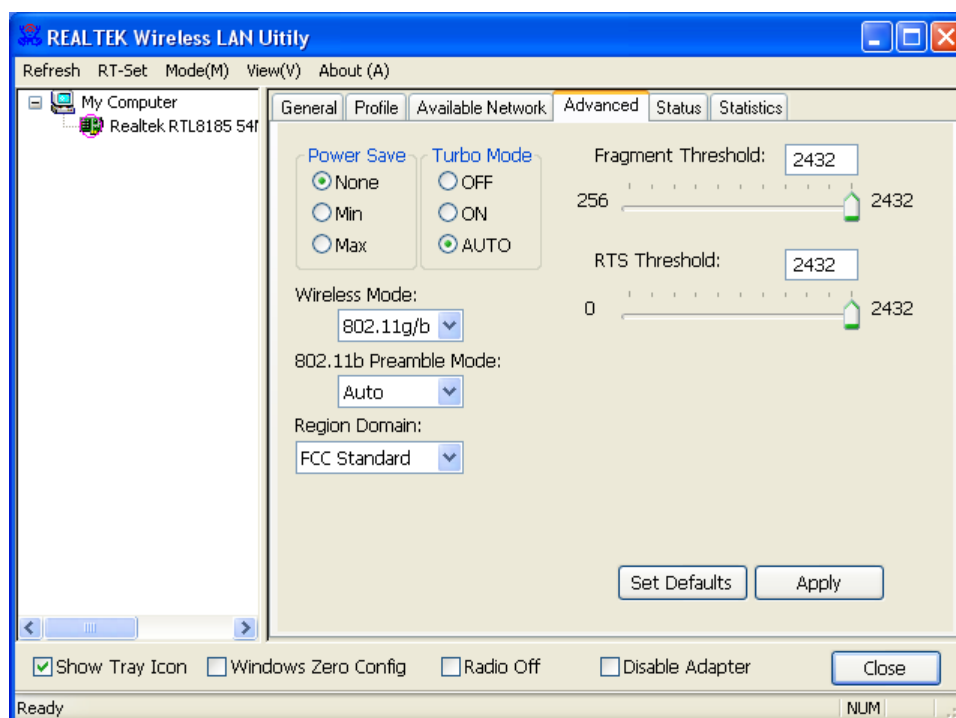 REALTEK Wireless LAN Uitily
Refresh RT-Set Mode(M) View(V) About (A)
My Computer
Realtek RTL8185 54
General Profile Available Network Advanced Status Statistics
Power Save
None
Min
Max
Turbo Mode
OFF
ON
AUTO
Wireless Mode:
802.11g/b
802.11b Preamble Mode:
Auto
Region Domain:
FCC Standard
Fragment Threshold: 2432
256 2432
RTS Threshold: 2432
0 2432
Set Defaults Apply
Show Tray Icon Windows Zero Config Radio Off Disable Adapter Close
Ready NUM